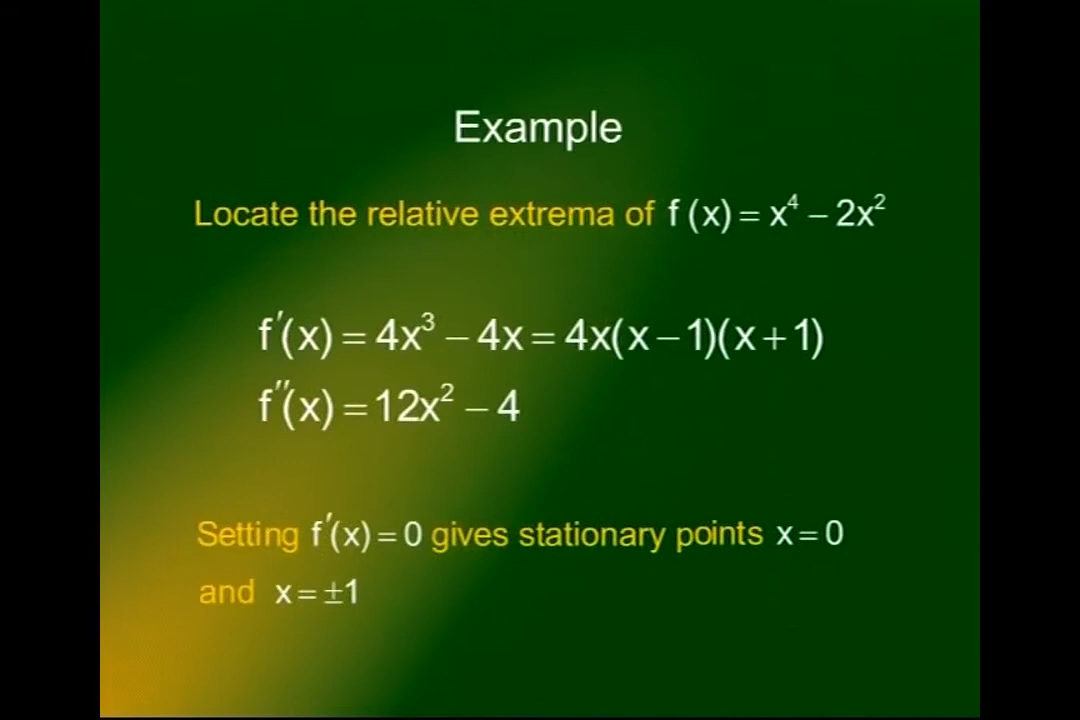 Example
Locate the relative extrema of f (x) = x⁴ − 2x²
f′(x) = 4x³ − 4x = 4x(x − 1)(x + 1)
f″(x) = 12x² − 4
Setting f′(x) = 0 gives stationary points x = 0
and x = ±1